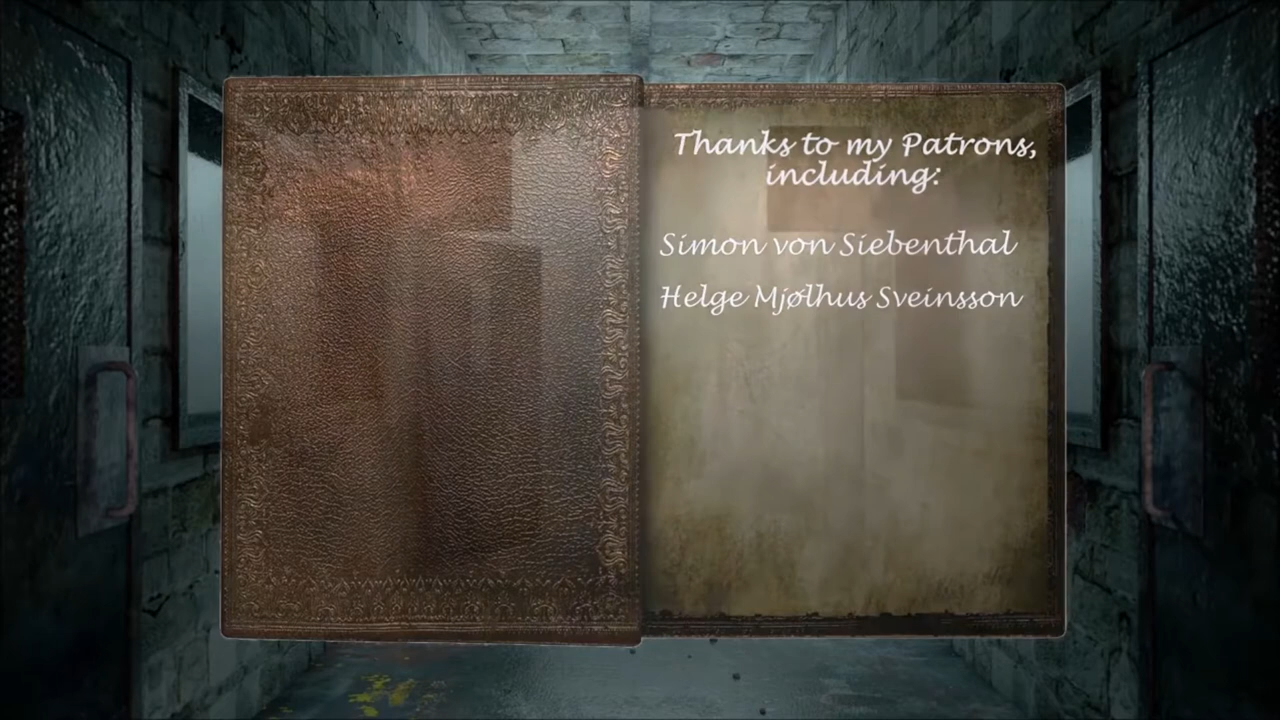 Thanks to my Patrons,
including:
Simon von Siebenthal
Helge Mjølhus Sveinsson